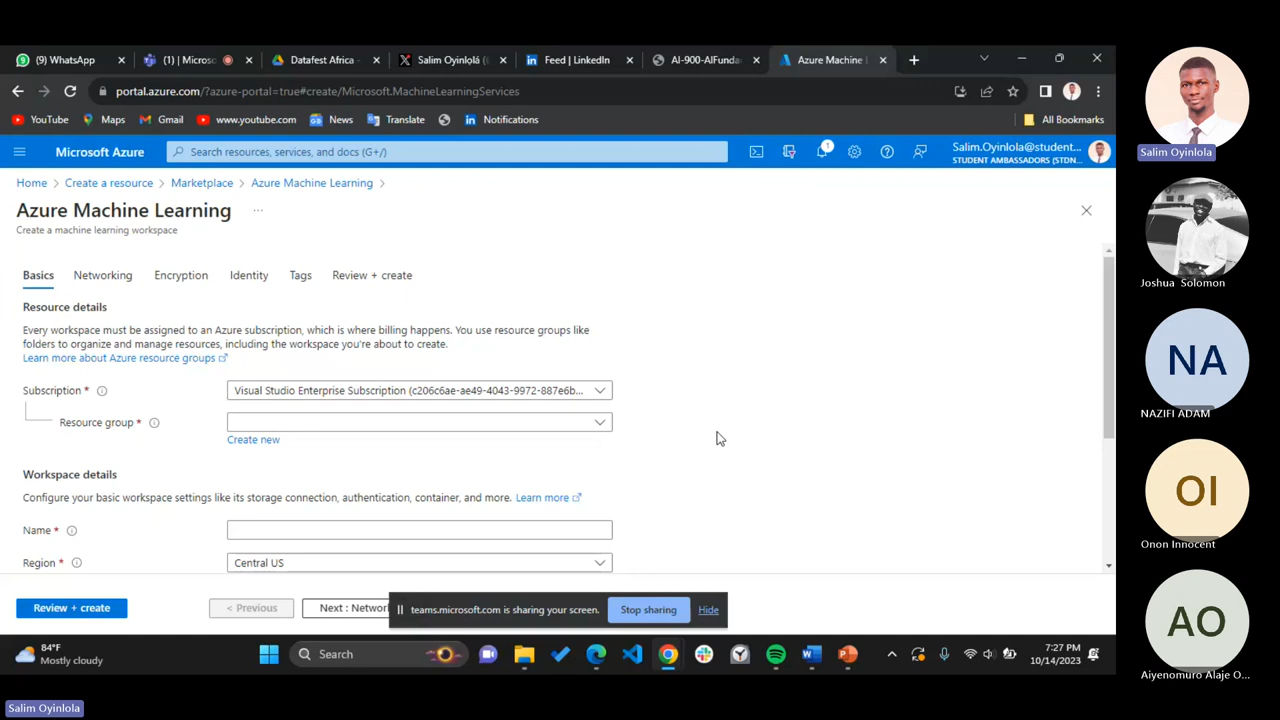 (9) WhatsApp
(1) | Microso
Datafest Africa -
Salim Oyinlọlá (
Feed | LinkedIn
AI-900-AIFunda
Azure Machine L
portal.azure.com/?azure-portal=true#create/Microsoft.MachineLearningServices
YouTube
Maps
Gmail
www.youtube.com
News
Translate
Notifications
All Bookmarks
Microsoft Azure
Search resources, services, and docs (G+/)
1
Salim.Oyinlola@student...
STUDENT AMBASSADORS (STDN...
Home > Create a resource > Marketplace > Azure Machine Learning >
Azure Machine Learning ...
Create a machine learning workspace
Basics
Networking
Encryption
Identity
Tags
Review + create
Resource details
Every workspace must be assigned to an Azure subscription, which is where billing happens. You use resource groups like
folders to organize and manage resources, including the workspace you're about to create.
Learn more about Azure resource groups
Subscription *
Visual Studio Enterprise Subscription (c206c6ae-ae49-4043-9972-887e6b...
Resource group *
Create new
Workspace details
Configure your basic workspace settings like its storage connection, authentication, container, and more. Learn more
Name *
Region *
Central US
Review + create
< Previous
Next : Networ
teams.microsoft.com is sharing your screen.
Stop sharing
Hide
84°F
Mostly cloudy
Search
7:27 PM
10/14/2023
Salim Oyinlola
Joshua Solomon
NA
NAZIFI ADAM
OI
Onon Innocent
AO
Aiyenomuro Alaje O...
Salim Oyinlola